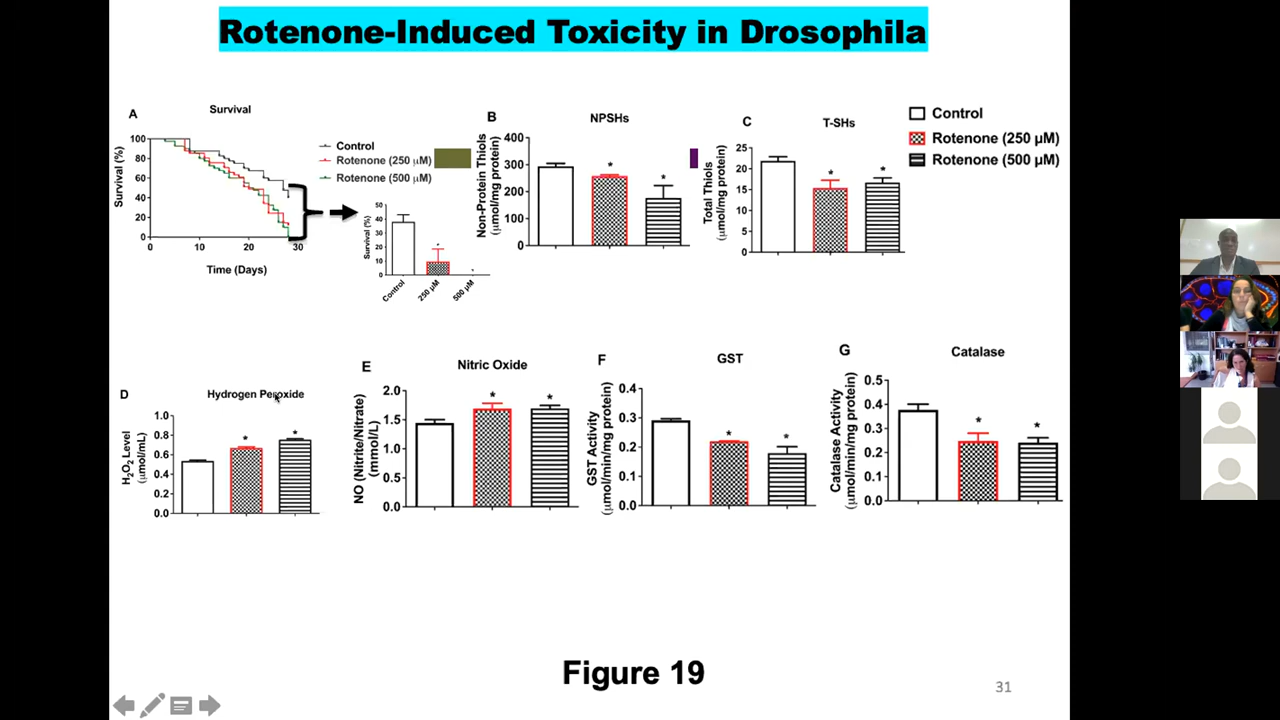 Rotenone-Induced Toxicity in Drosophila
A
Survival
Survival (%)
100
80
60
40
20
0
0
10
20
30
Time (Days)
Control
Rotenone (250 μM)
Rotenone (500 μM)
Survival (%)
50
40
30
20
10
0
*
*
Control
250 μM
500 μM
B
NPSHs
Non-Protein Thiols
(μmol/mg protein)
400
300
200
100
0
*
*
C
T-SHs
Total Thiols
(μmol/mg protein)
25
20
15
10
5
0
*
*
Control
Rotenone (250 μM)
Rotenone (500 μM)
D
Hydrogen Peroxide
H2O2 Level
(μmol/mL)
1.0
0.8
0.6
0.4
0.2
0.0
*
*
E
Nitric Oxide
NO (Nitrite/Nitrate)
(mmol/L)
2.0
1.5
1.0
0.5
0.0
*
*
F
GST
GST Activity
(μmol/min/mg protein)
0.4
0.3
0.2
0.1
0.0
*
*
G
Catalase
Catalase Activity
(μmol/min/mg protein)
0.5
0.4
0.3
0.2
0.1
0.0
*
*
Figure 19
31